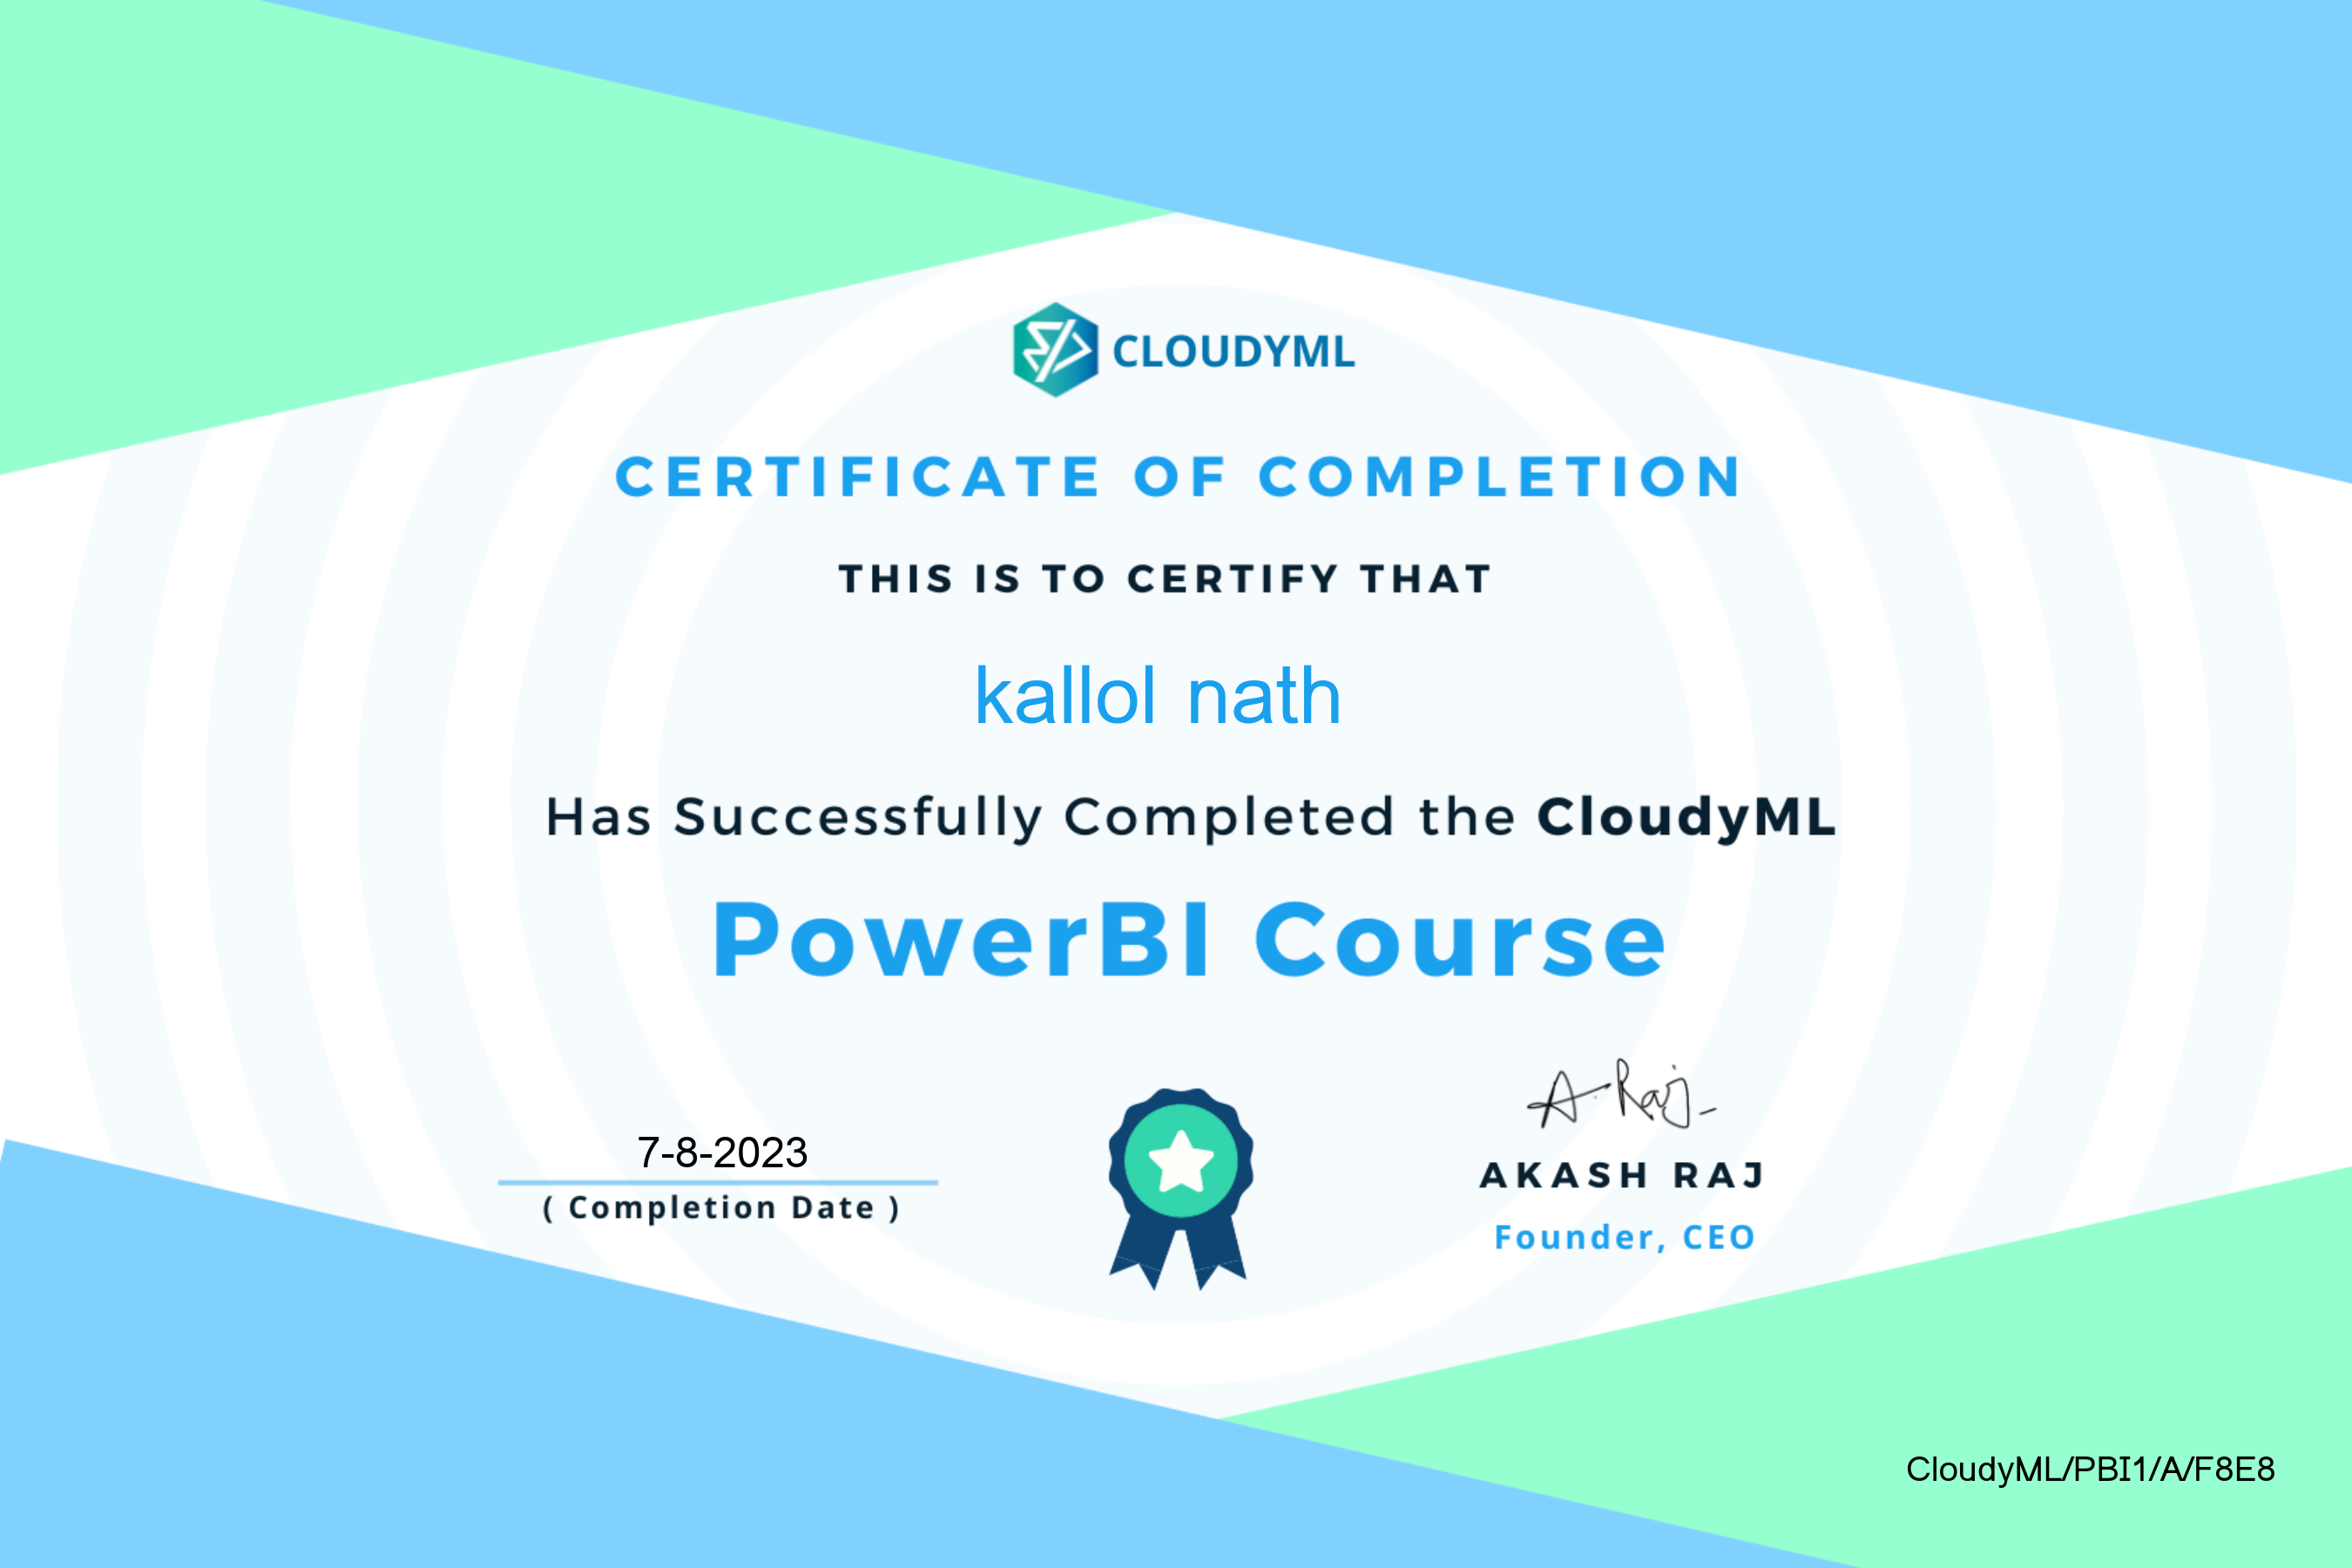 CLOUDYML
CERTIFICATE OF COMPLETION
THIS IS TO CERTIFY THAT
kallol nath
Has Successfully Completed the CloudyML
PowerBI Course
A. Raj
7-8-2023
( Completion Date )
AKASH RAJ
Founder, CEO
CloudyML/PBI1/A/F8E8